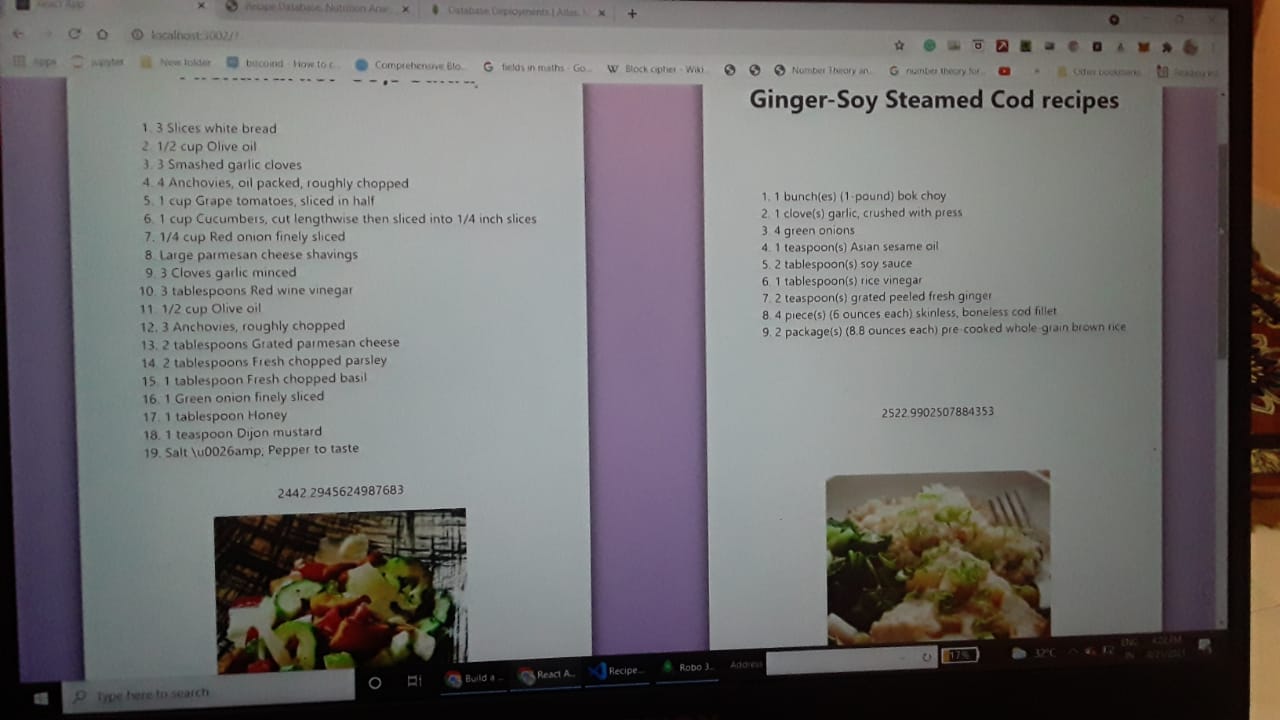 React App
Recipe Database, Nutrition Anal
Database Deployments | Atlas: M
localhost:3002/?
Apps
jupyter
New folder
bitcoind - How to c...
Comprehensive Blo...
fields in maths - Go...
Block cipher - Wiki...
Number Theory an...
number theory for...
Other bookmarks
Reading list
1. 3 Slices white bread
2. 1/2 cup Olive oil
3. 3 Smashed garlic cloves
4. 4 Anchovies, oil packed, roughly chopped
5. 1 cup Grape tomatoes, sliced in half
6. 1 cup Cucumbers, cut lengthwise then sliced into 1/4 inch slices
7. 1/4 cup Red onion finely sliced
8. Large parmesan cheese shavings
9. 3 Cloves garlic minced
10. 3 tablespoons Red wine vinegar
11. 1/2 cup Olive oil
12. 3 Anchovies, roughly chopped
13. 2 tablespoons Grated parmesan cheese
14. 2 tablespoons Fresh chopped parsley
15. 1 tablespoon Fresh chopped basil
16. 1 Green onion finely sliced
17. 1 tablespoon Honey
18. 1 teaspoon Dijon mustard
19. Salt \u0026amp; Pepper to taste
2442.2945624987683
Ginger-Soy Steamed Cod recipes
1. 1 bunch(es) (1-pound) bok choy
2. 1 clove(s) garlic, crushed with press
3. 4 green onions
4. 1 teaspoon(s) Asian sesame oil
5. 2 tablespoon(s) soy sauce
6. 1 tablespoon(s) rice vinegar
7. 2 teaspoon(s) grated peeled fresh ginger
8. 4 piece(s) (6 ounces each) skinless, boneless cod fillet
9. 2 package(s) (8.8 ounces each) pre-cooked whole-grain brown rice
2522.9902507884353
Type here to search
Build a ...
React A...
Recipe...
Robo 3...
Address
17%
32°C
ENG
IN
4:22 PM